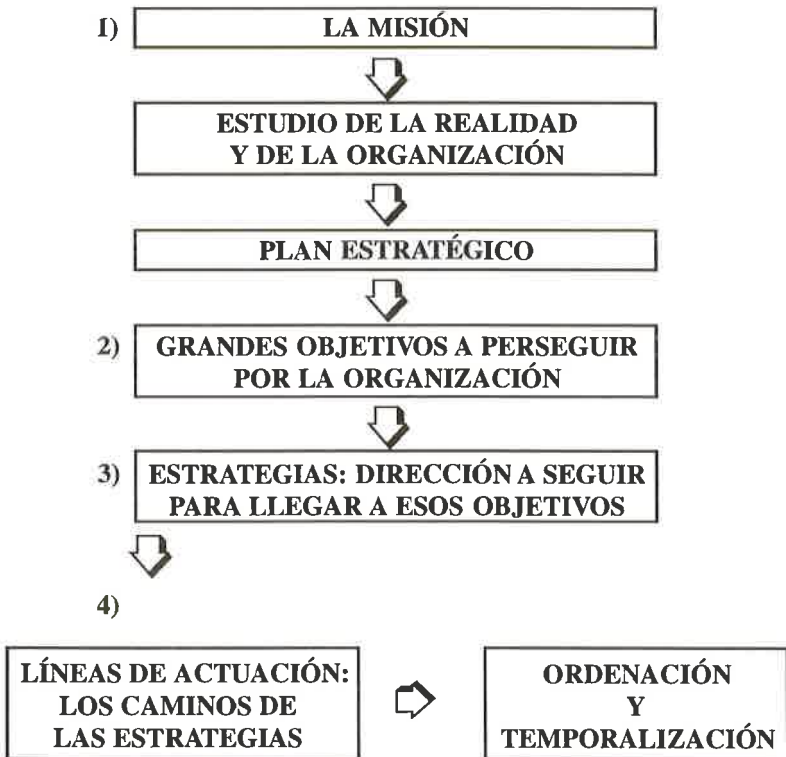 1) LA MISIÓN
ESTUDIO DE LA REALIDAD
Y DE LA ORGANIZACIÓN
PLAN ESTRATÉGICO
2) GRANDES OBJETIVOS A PERSEGUIR
POR LA ORGANIZACIÓN
3) ESTRATEGIAS: DIRECCIÓN A SEGUIR
PARA LLEGAR A ESOS OBJETIVOS
4)
LÍNEAS DE ACTUACIÓN:
LOS CAMINOS DE
LAS ESTRATEGIAS
ORDENACIÓN
Y
TEMPORALIZACIÓN